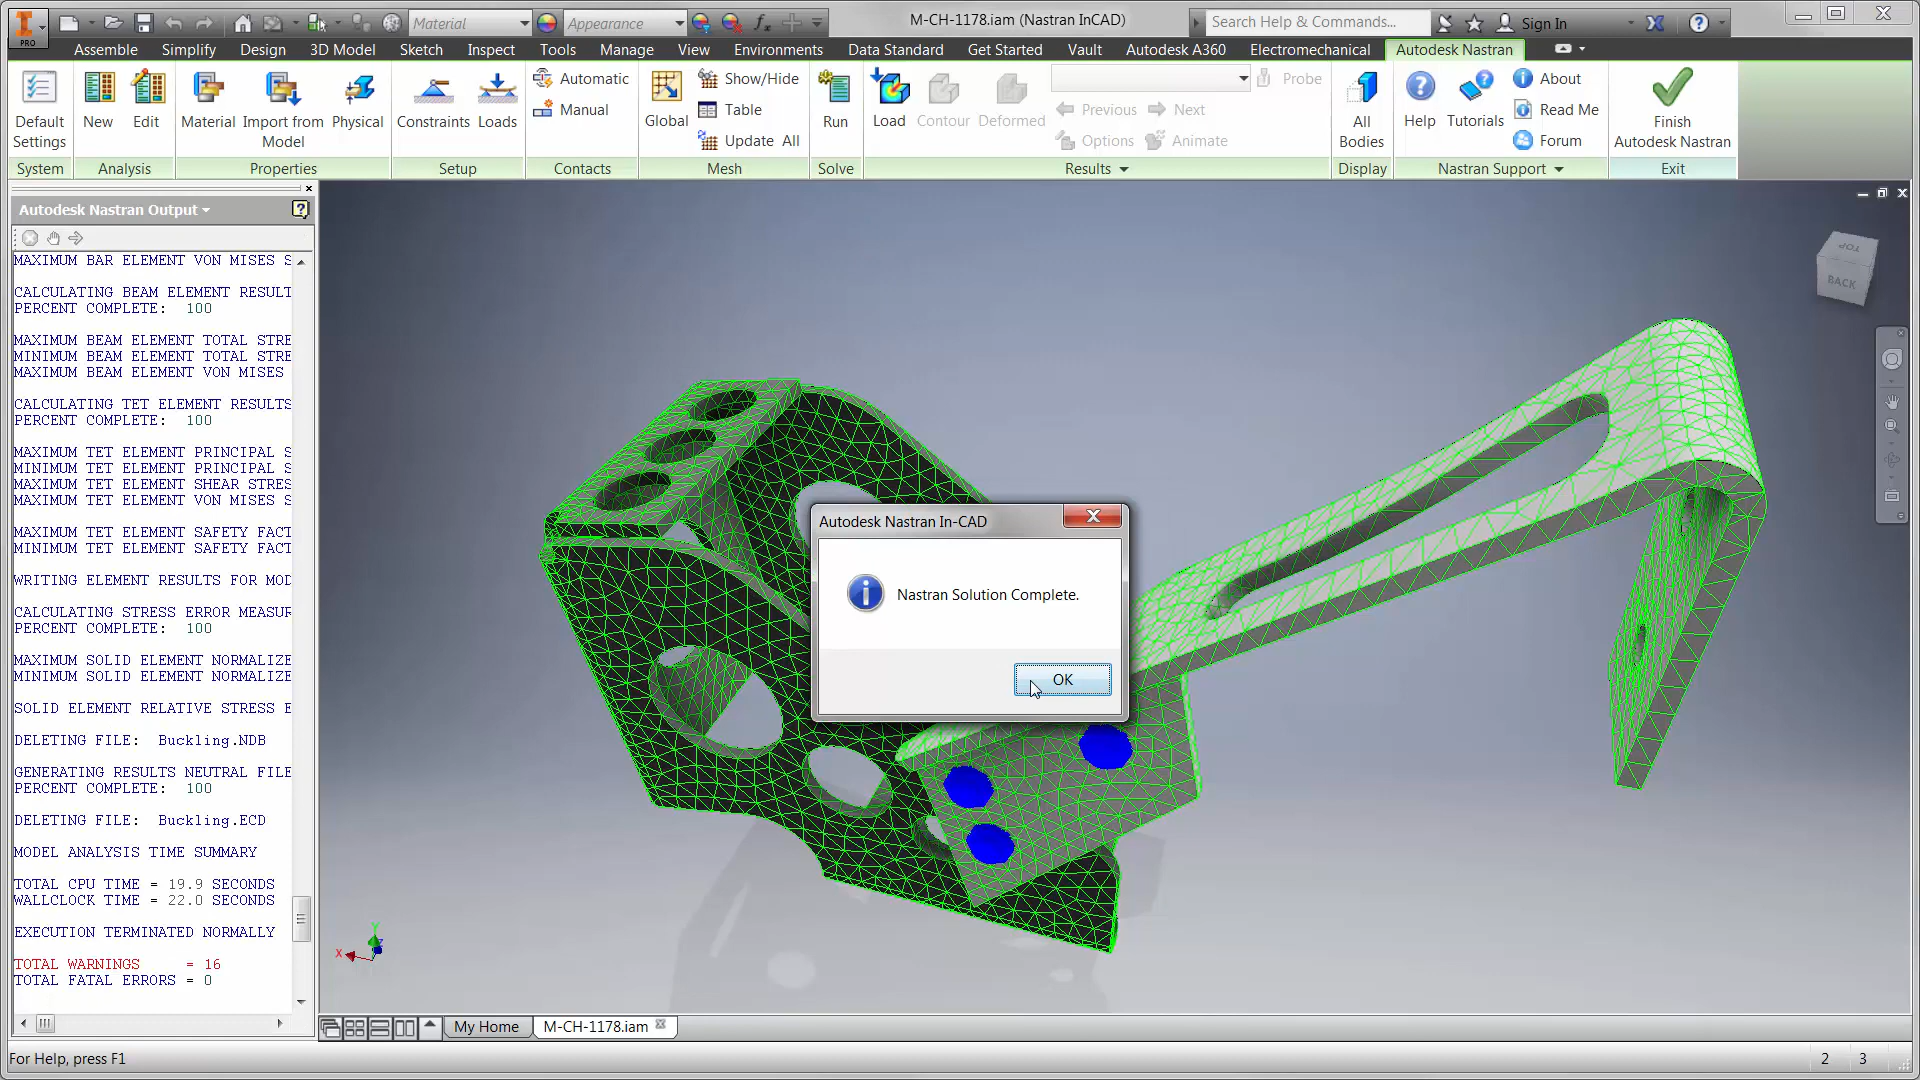 PRO
Material
Appearance
M-CH-1178.iam (Nastran InCAD)
Search Help & Commands...
Sign In
Assemble
Simplify
Design
3D Model
Sketch
Inspect
Tools
Manage
View
Environments
Data Standard
Get Started
Vault
Autodesk A360
Electromechanical
Autodesk Nastran
Default Settings
New
Edit
Material
Import from Model
Physical
Constraints
Loads
Automatic
Manual
Global
Show/Hide
Table
Update All
Run
Load
Contour
Deformed
Probe
Previous
Next
Options
Animate
All Bodies
Help
Tutorials
About
Read Me
Forum
Finish Autodesk Nastran
System
Analysis
Properties
Setup
Contacts
Mesh
Solve
Results
Display
Nastran Support
Exit
Autodesk Nastran Output
MAXIMUM BAR ELEMENT VON MISES S
CALCULATING BEAM ELEMENT RESULT
PERCENT COMPLETE: 100
MAXIMUM BEAM ELEMENT TOTAL STRE
MINIMUM BEAM ELEMENT TOTAL STRE
MAXIMUM BEAM ELEMENT VON MISES
CALCULATING TET ELEMENT RESULTS
PERCENT COMPLETE: 100
MAXIMUM TET ELEMENT PRINCIPAL S
MINIMUM TET ELEMENT PRINCIPAL S
MAXIMUM TET ELEMENT SHEAR STRES
MAXIMUM TET ELEMENT VON MISES S
MAXIMUM TET ELEMENT SAFETY FACT
MINIMUM TET ELEMENT SAFETY FACT
WRITING ELEMENT RESULTS FOR MOD
CALCULATING STRESS ERROR MEASUR
PERCENT COMPLETE: 100
MAXIMUM SOLID ELEMENT NORMALIZE
MINIMUM SOLID ELEMENT NORMALIZE
SOLID ELEMENT RELATIVE STRESS E
DELETING FILE: Buckling.NDB
GENERATING RESULTS NEUTRAL FILE
PERCENT COMPLETE: 100
DELETING FILE: Buckling.ECD
MODEL ANALYSIS TIME SUMMARY
TOTAL CPU TIME = 19.9 SECONDS
WALLCLOCK TIME = 22.0 SECONDS
EXECUTION TERMINATED NORMALLY
TOTAL WARNINGS = 16
TOTAL FATAL ERRORS = 0
TOP
BACK
Autodesk Nastran In-CAD
Nastran Solution Complete.
OK
Y
X
Z
My Home
M-CH-1178.iam
For Help, press F1
2
3